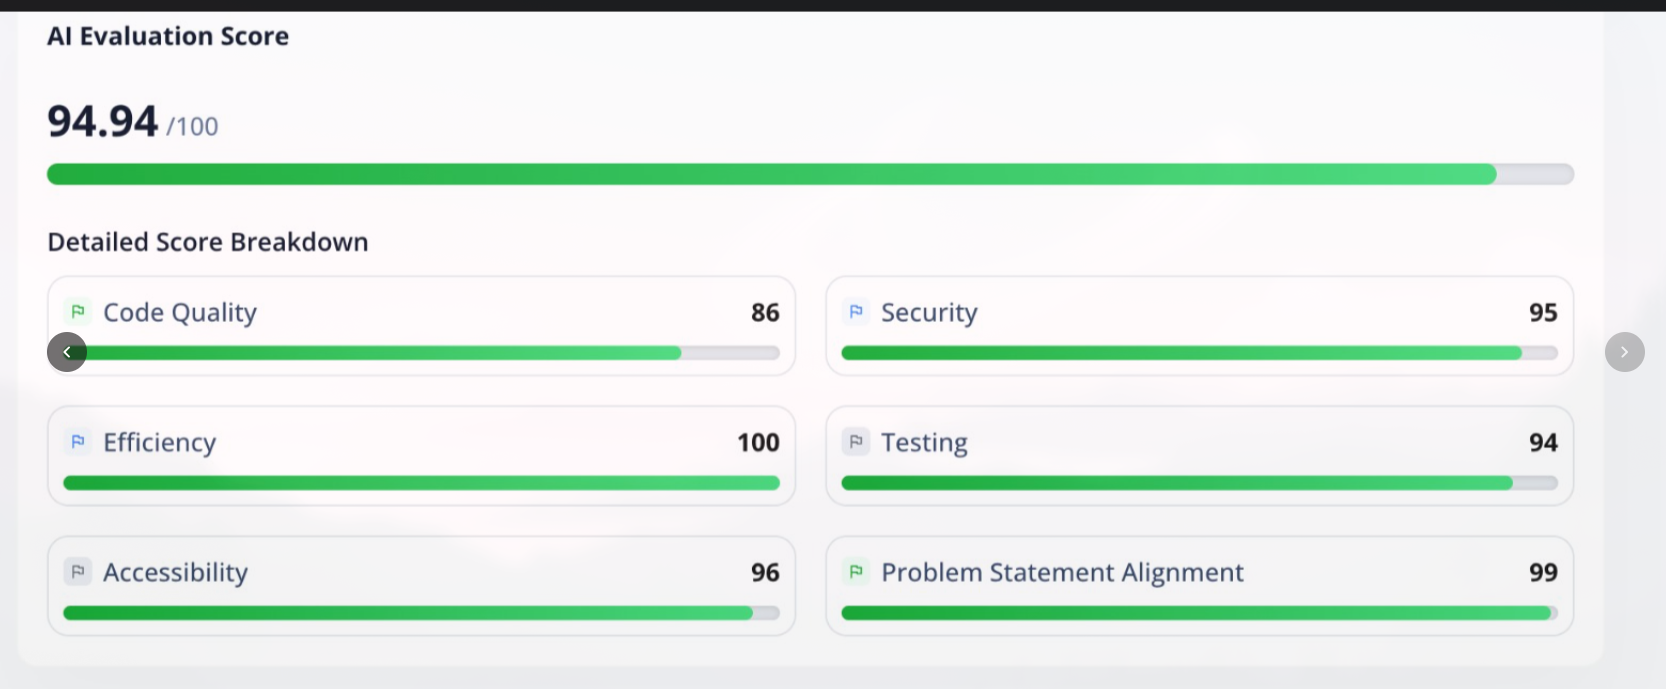 AI Evaluation Score
94.94 /100
Detailed Score Breakdown
Code Quality 86
Security 95
Efficiency 100
Testing 94
Accessibility 96
Problem Statement Alignment 99